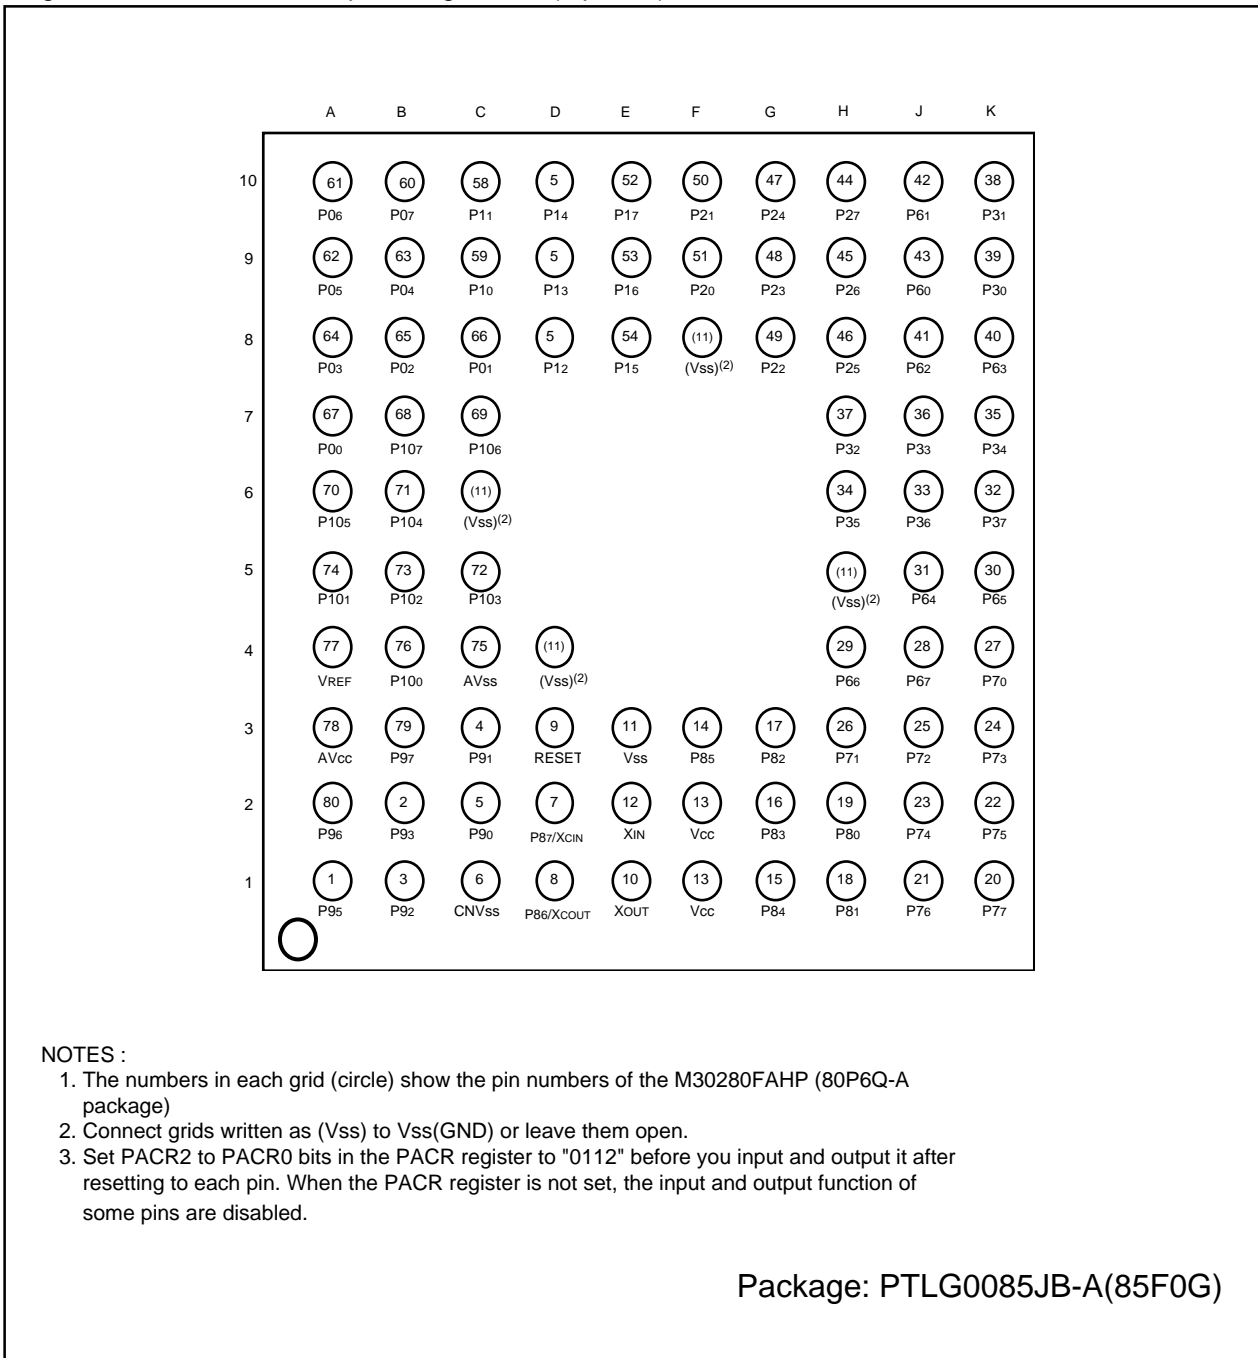 A B C D E F G H J K
10 61 60 58 5 52 50 47 44 42 38
P06 P07 P11 P14 P17 P21 P24 P27 P61 P31
9 62 63 59 5 53 51 48 45 43 39
P05 P04 P10 P13 P16 P20 P23 P26 P60 P30
8 64 65 66 5 54 (11) 49 46 41 40
P03 P02 P01 P12 P15 (Vss)(2) P22 P25 P62 P63
7 67 68 69 37 36 35
P00 P107 P106 P32 P33 P34
6 70 71 (11) 34 33 32
P105 P104 (Vss)(2) P35 P36 P37
5 74 73 72 (11) 31 30
P101 P102 P103 (Vss)(2) P64 P65
4 77 76 75 (11) 29 28 27
VREF P100 AVss (Vss)(2) P66 P67 P70
3 78 79 4 9 11 14 17 26 25 24
AVcc P97 P91 RESET Vss P85 P82 P71 P72 P73
2 80 2 5 7 12 13 16 19 23 22
P96 P93 P90 P87/XCIN XIN Vcc P83 P80 P74 P75
1 1 3 6 8 10 13 15 18 21 20
P95 P92 CNVss P86/XCOUT XOUT Vcc P84 P81 P76 P77
NOTES :
1. The numbers in each grid (circle) show the pin numbers of the M30280FAHP (80P6Q-A
package)
2. Connect grids written as (Vss) to Vss(GND) or leave them open.
3. Set PACR2 to PACR0 bits in the PACR register to "0112" before you input and output it after
resetting to each pin. When the PACR register is not set, the input and output function of
some pins are disabled.
Package: PTLG0085JB-A(85F0G)